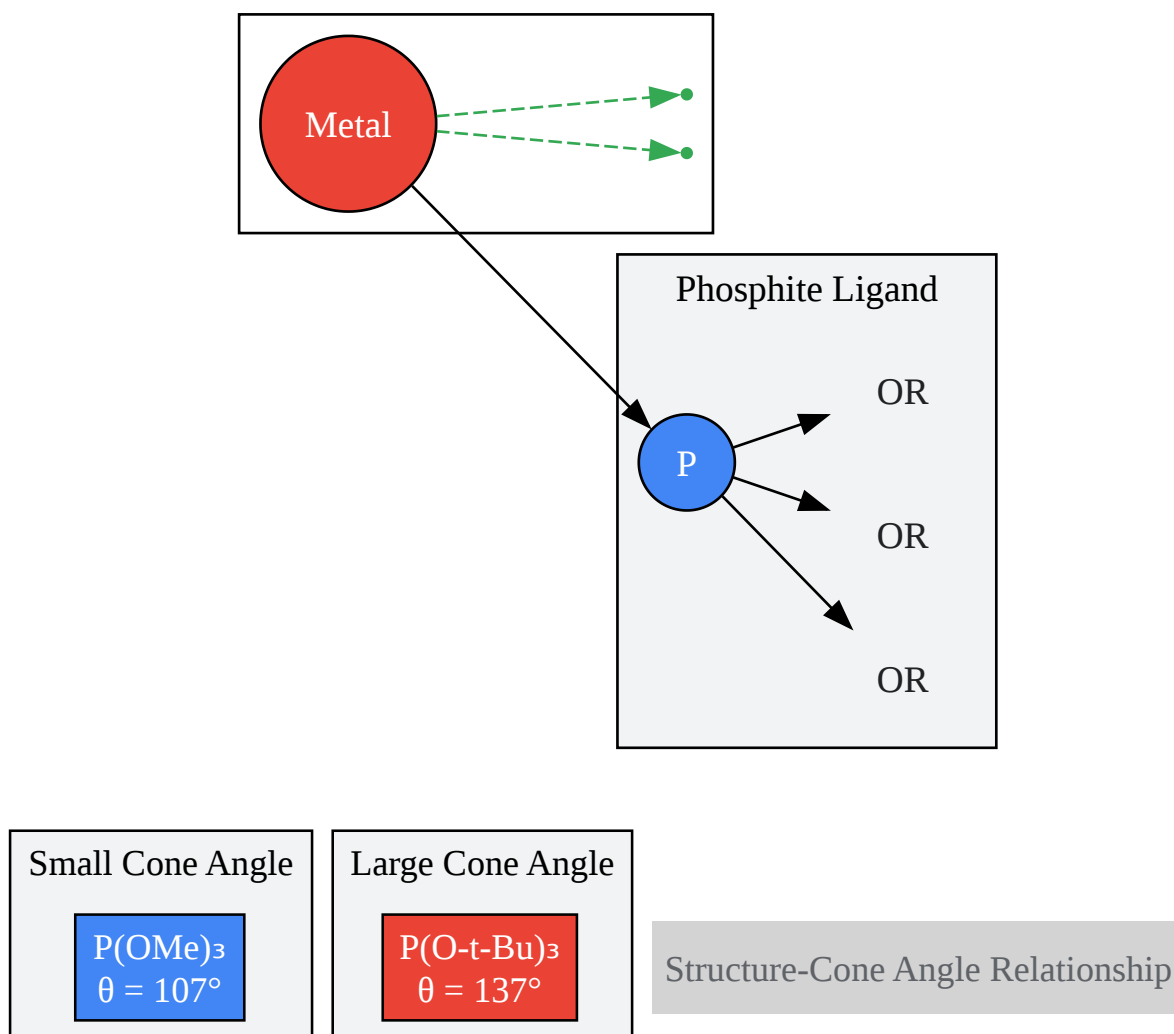 Metal
Phosphite Ligand
OR
P
OR
OR
Small Cone Angle
P(OMe)₃
θ = 107°
Large Cone Angle
P(O-t-Bu)₃
θ = 137°
Structure-Cone Angle Relationship